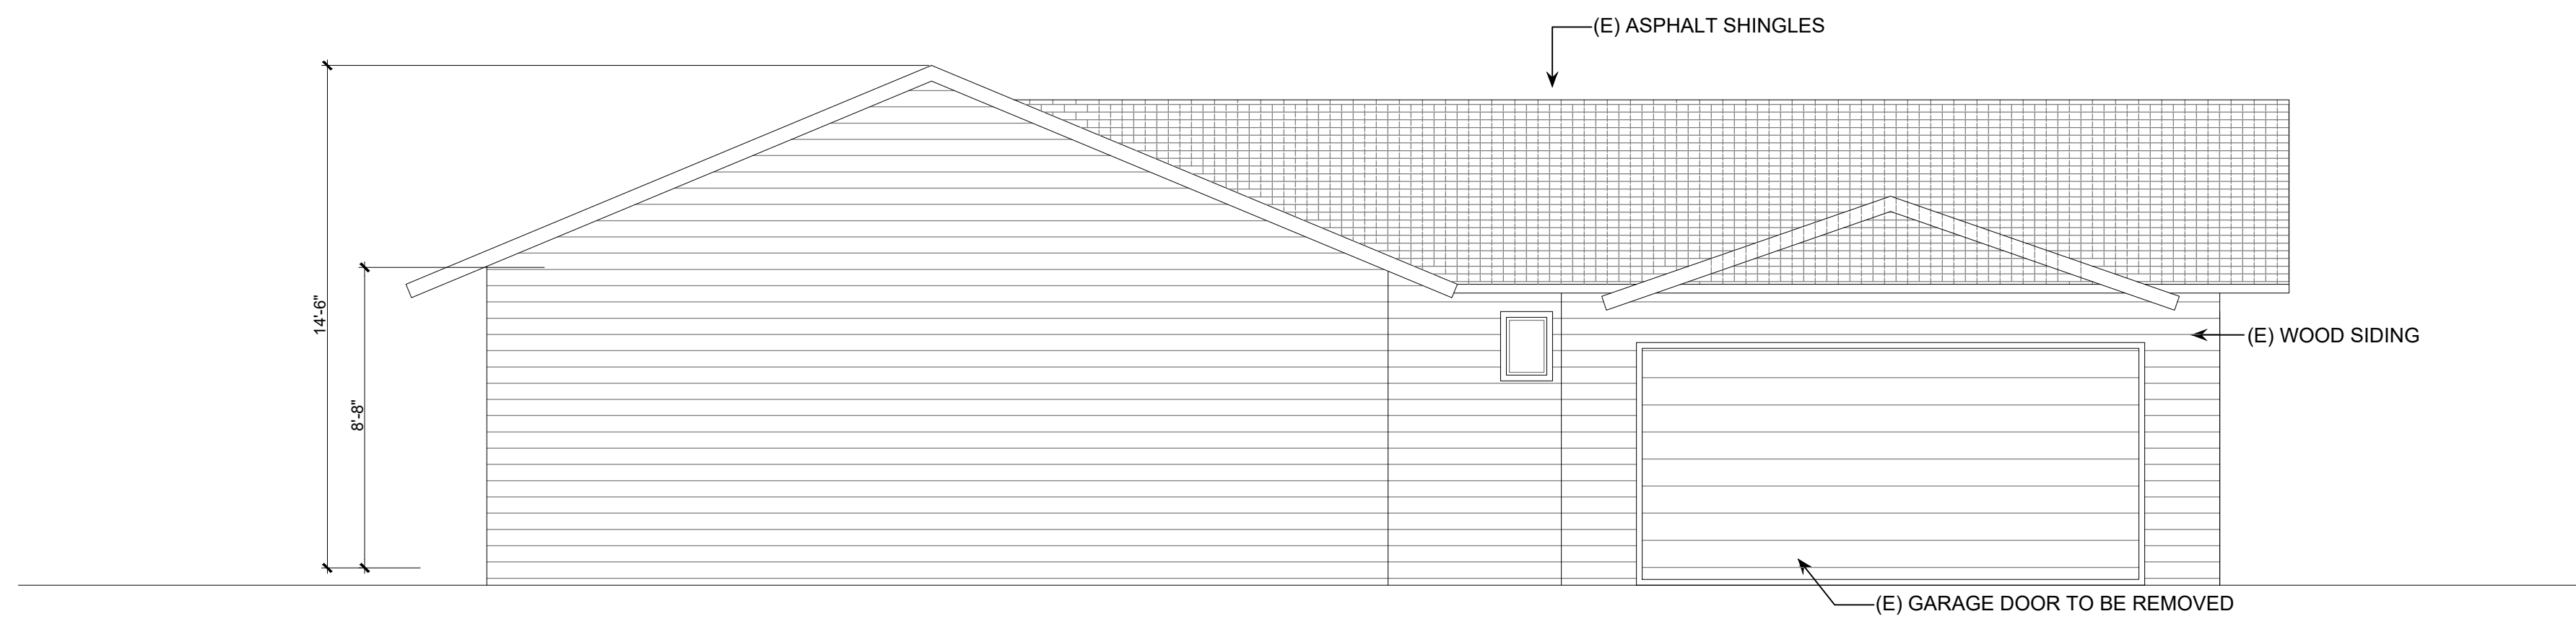 (E) ASPHALT SHINGLES
14'-6"
8'-8"
(E) WOOD SIDING
(E) GARAGE DOOR TO BE REMOVED